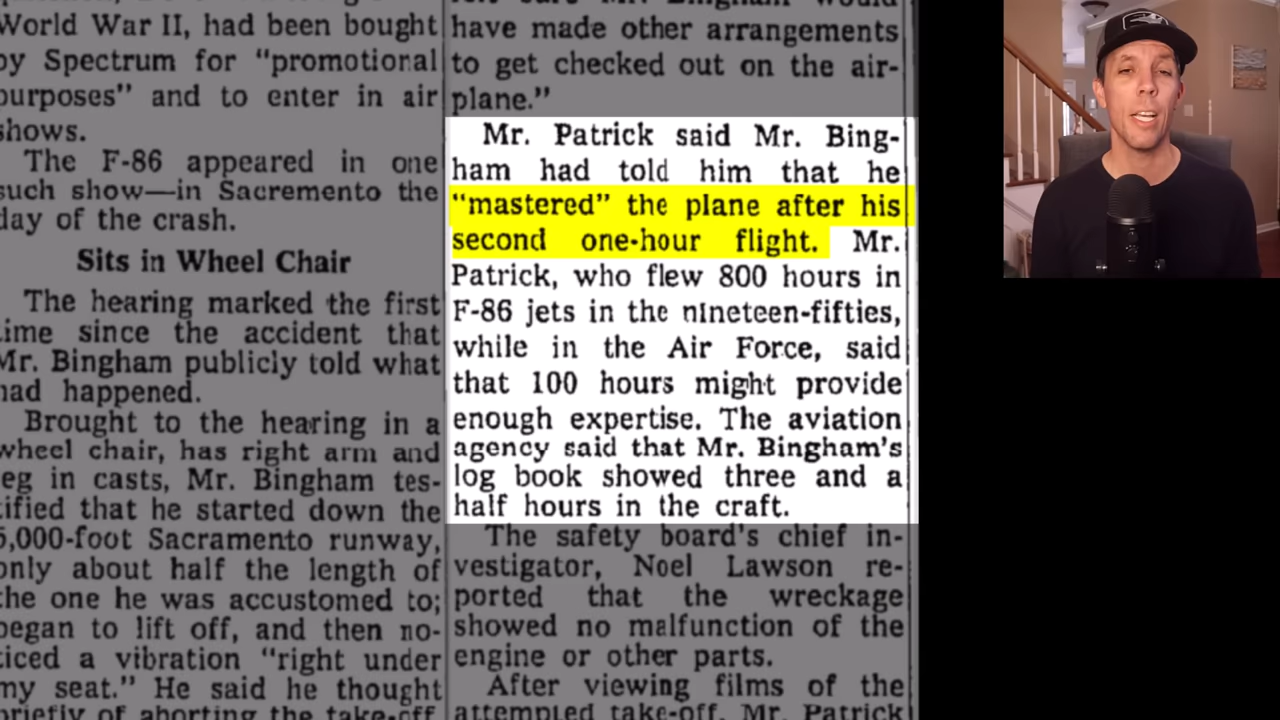 World War II, had been bought
by Spectrum for “promotional
purposes” and to enter in air
shows.
The F-86 appeared in one
such show—in Sacremento the
day of the crash.
Sits in Wheel Chair
The hearing marked the first
time since the accident that
Mr. Bingham publicly told what
had happened.
Brought to the hearing in a
wheel chair, has right arm and
leg in casts, Mr. Bingham tes-
tified that he started down the
5,000-foot Sacramento runway,
only about half the length of
the one he was accustomed to;
began to lift off, and then no-
ticed a vibration “right under
my seat.” He said he thought
briefly of aborting the take-off
have made other arrangements
to get checked out on the air-
plane.”
Mr. Patrick said Mr. Bing-
ham had told him that he
“mastered” the plane after his
second one-hour flight. Mr.
Patrick, who flew 800 hours in
F-86 jets in the nineteen-fifties,
while in the Air Force, said
that 100 hours might provide
enough expertise. The aviation
agency said that Mr. Bingham’s
log book showed three and a
half hours in the craft.
The safety board’s chief in-
vestigator, Noel Lawson re-
ported that the wreckage
showed no malfunction of the
engine or other parts.
After viewing films of the
attempted take-off, Mr. Patrick